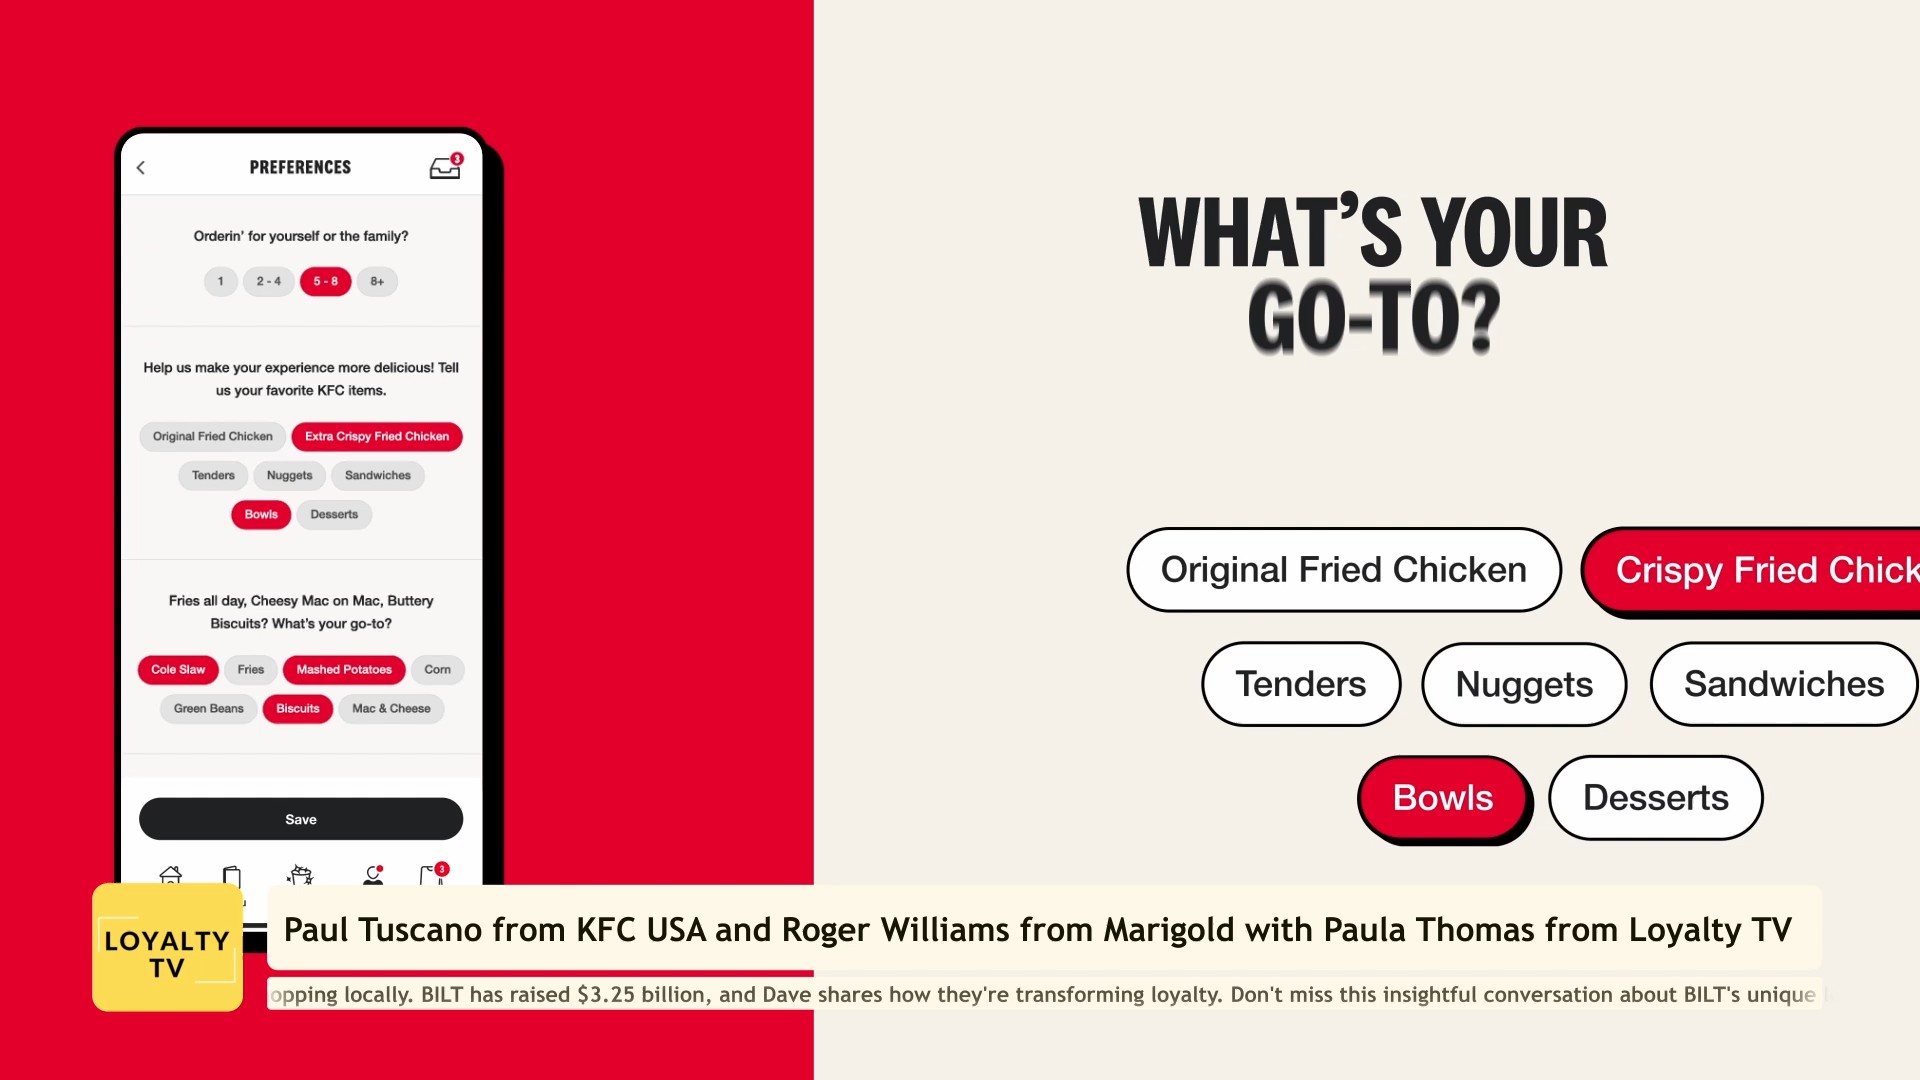 PREFERENCES
3
Orderin' for yourself or the family?
1 2 - 4 5 - 8 8+
Help us make your experience more delicious! Tell
us your favorite KFC items.
Original Fried Chicken Extra Crispy Fried Chicken
Tenders Nuggets Sandwiches
Bowls Desserts
Fries all day, Cheesy Mac on Mac, Buttery
Biscuits? What's your go-to?
Cole Slaw Fries Mashed Potatoes Corn
Green Beans Biscuits Mac & Cheese
Save
3
WHAT'S YOUR
GO-TO?
Original Fried Chicken Crispy Fried Chick
Tenders Nuggets Sandwiches
Bowls Desserts
LOYALTY
TV
Paul Tuscano from KFC USA and Roger Williams from Marigold with Paula Thomas from Loyalty TV
opping locally. BILT has raised $3.25 billion, and Dave shares how they're transforming loyalty. Don't miss this insightful conversation about BILT's unique